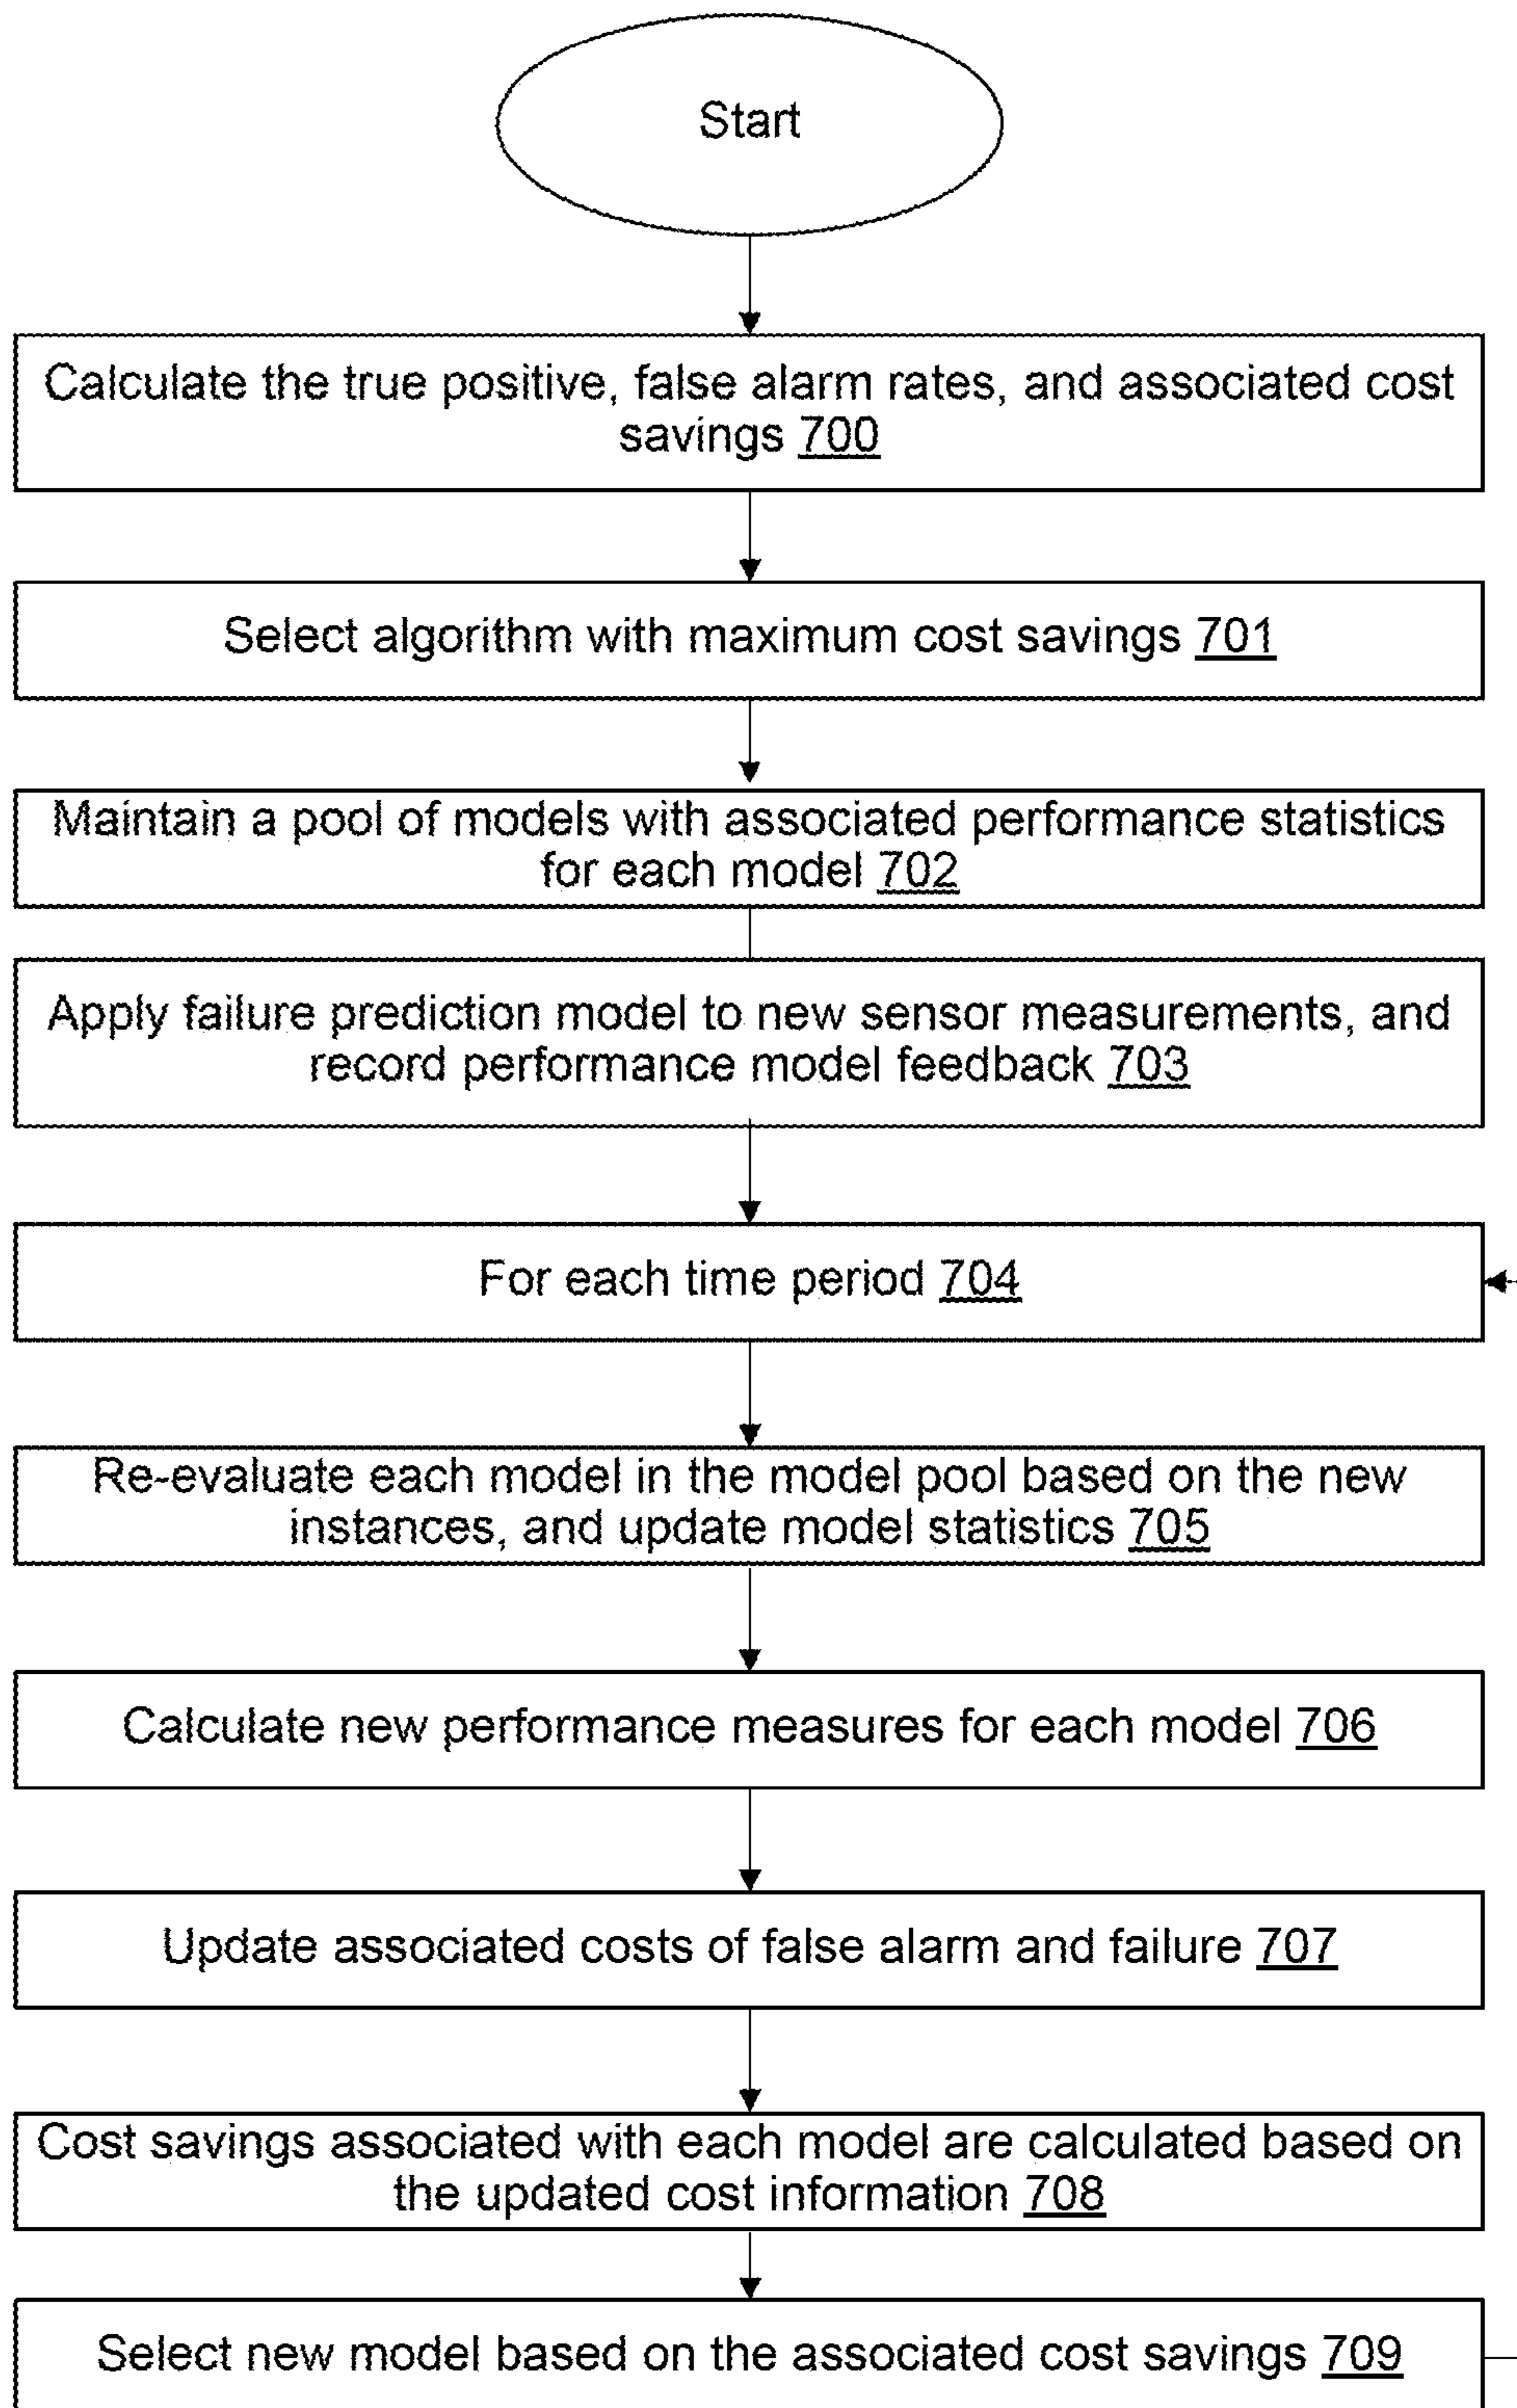 Start
Calculate the true positive, false alarm rates, and associated cost
savings 700
Select algorithm with maximum cost savings 701
Maintain a pool of models with associated performance statistics
for each model 702
Apply failure prediction model to new sensor measurements, and
record performance model feedback 703
For each time period 704
Re-evaluate each model in the model pool based on the new
instances, and update model statistics 705
Calculate new performance measures for each model 706
Update associated costs of false alarm and failure 707
Cost savings associated with each model are calculated based on
the updated cost information 708
Select new model based on the associated cost savings 709